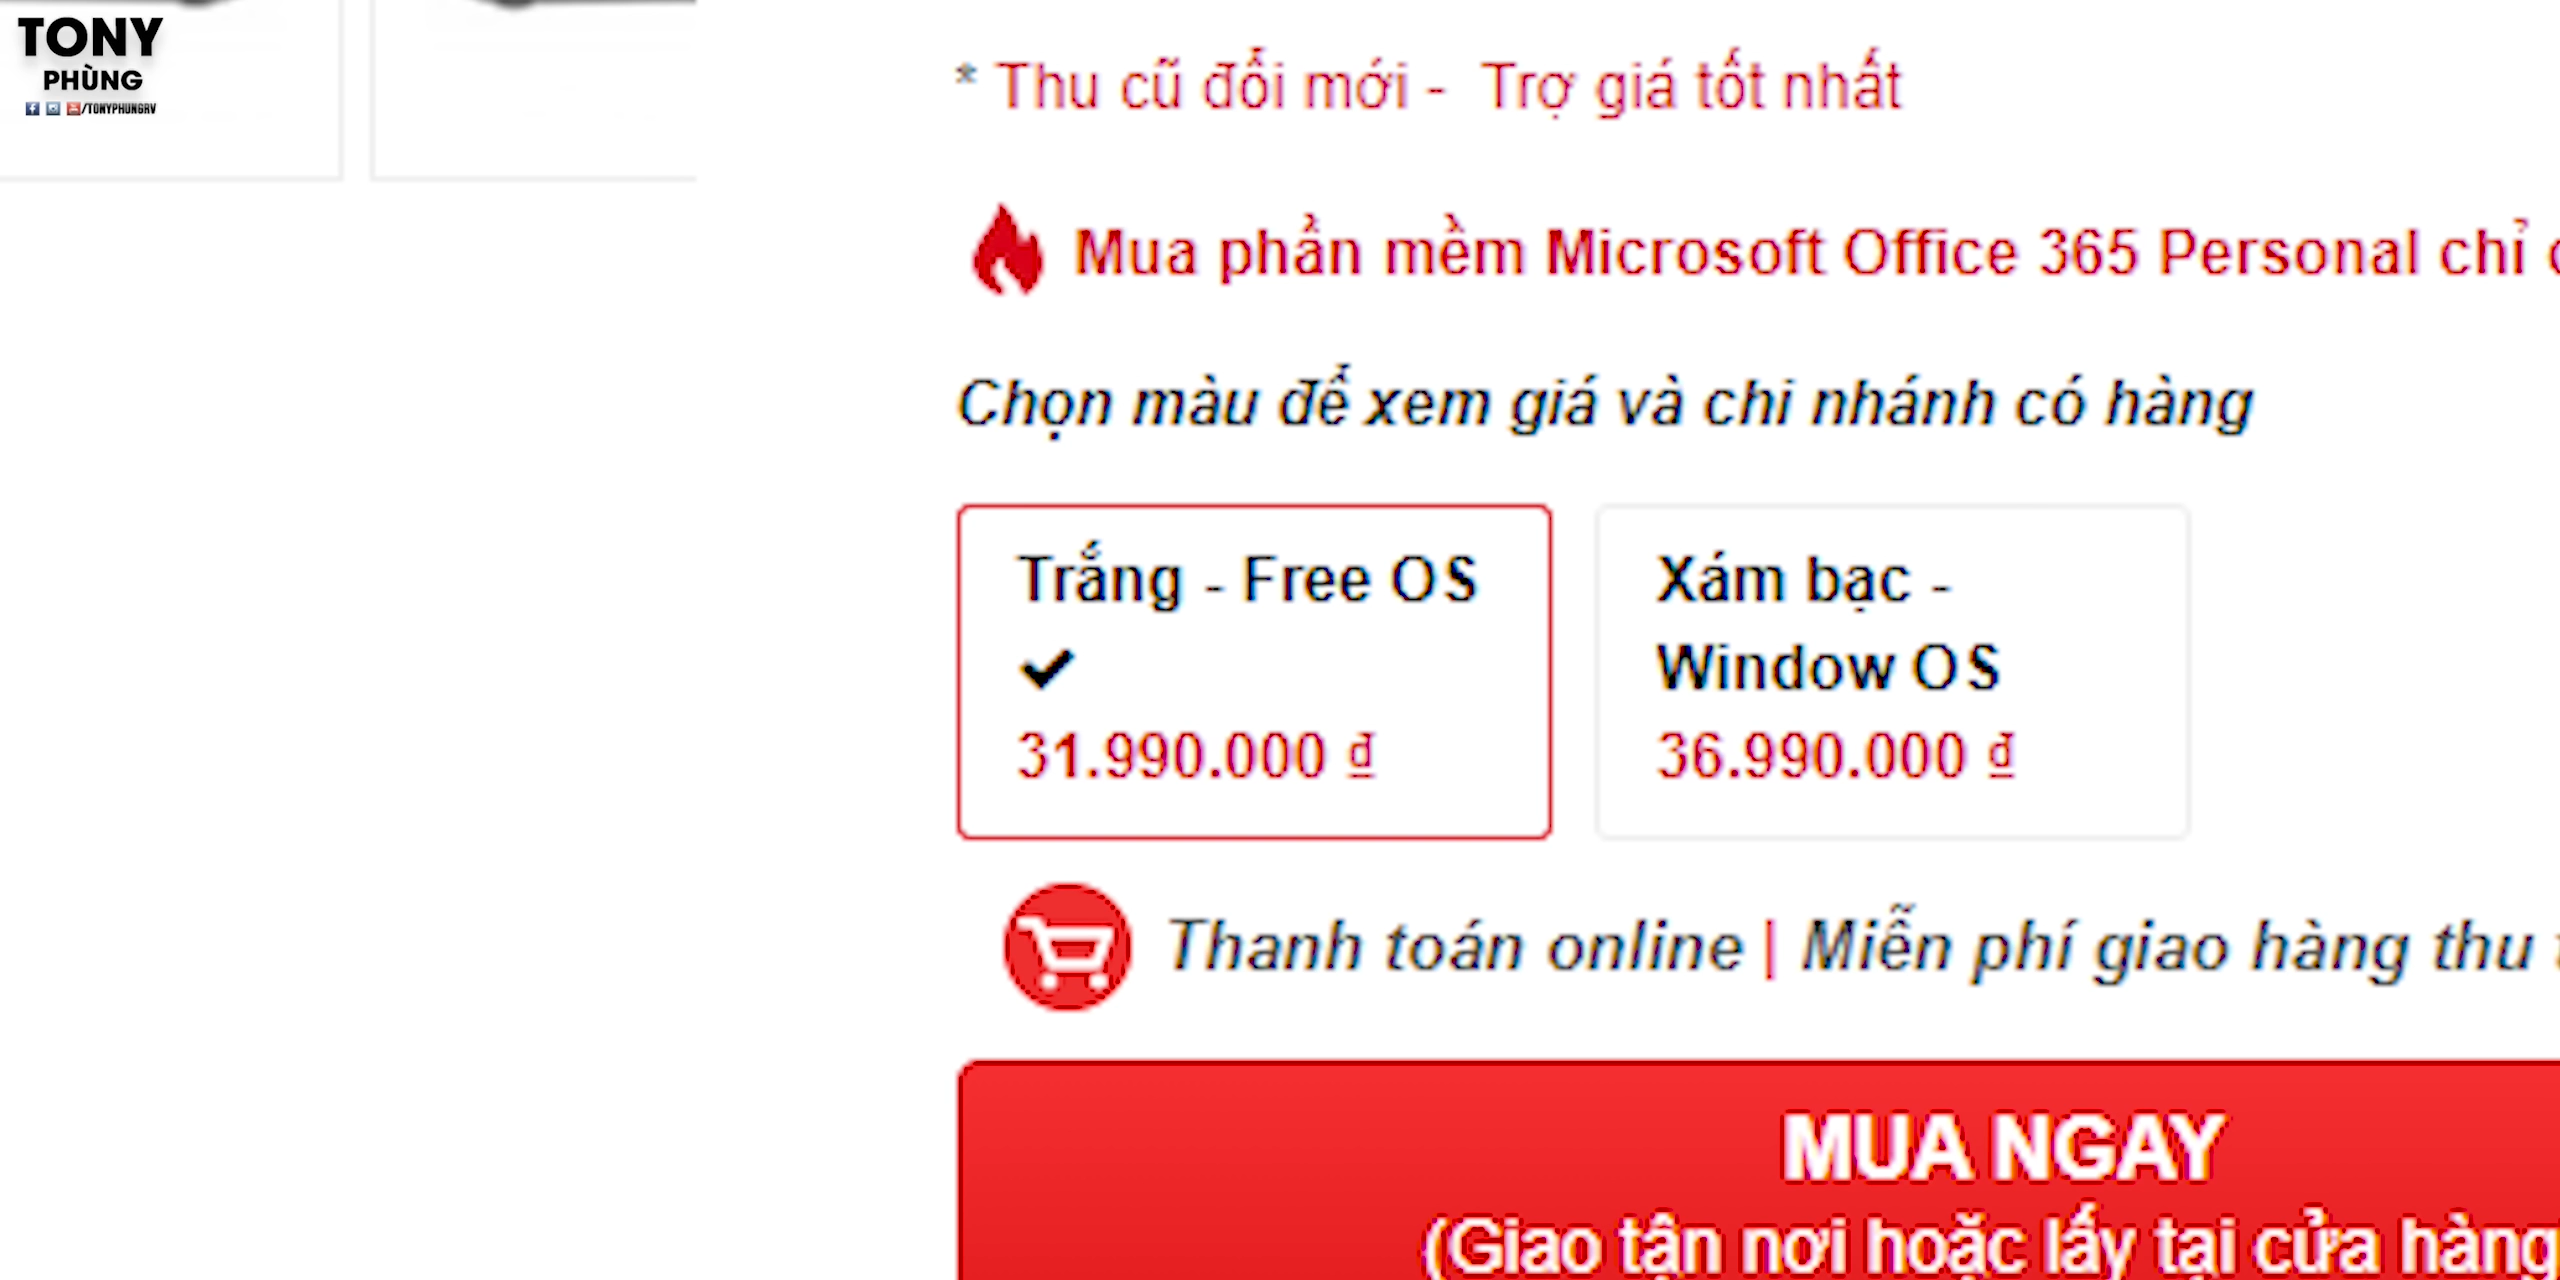 TONY
PHÙNG
/TONYPHUNGRV
* Thu cũ đổi mới - Trợ giá tốt nhất
Mua phần mềm Microsoft Office 365 Personal chỉ
Chọn màu để xem giá và chi nhánh có hàng
Trắng - Free OS
31.990.000 ₫
Xám bạc -
Window OS
36.990.000 ₫
Thanh toán online | Miễn phí giao hàng thu
MUA NGAY
(Giao tận nơi hoặc lấy tại cửa hàng